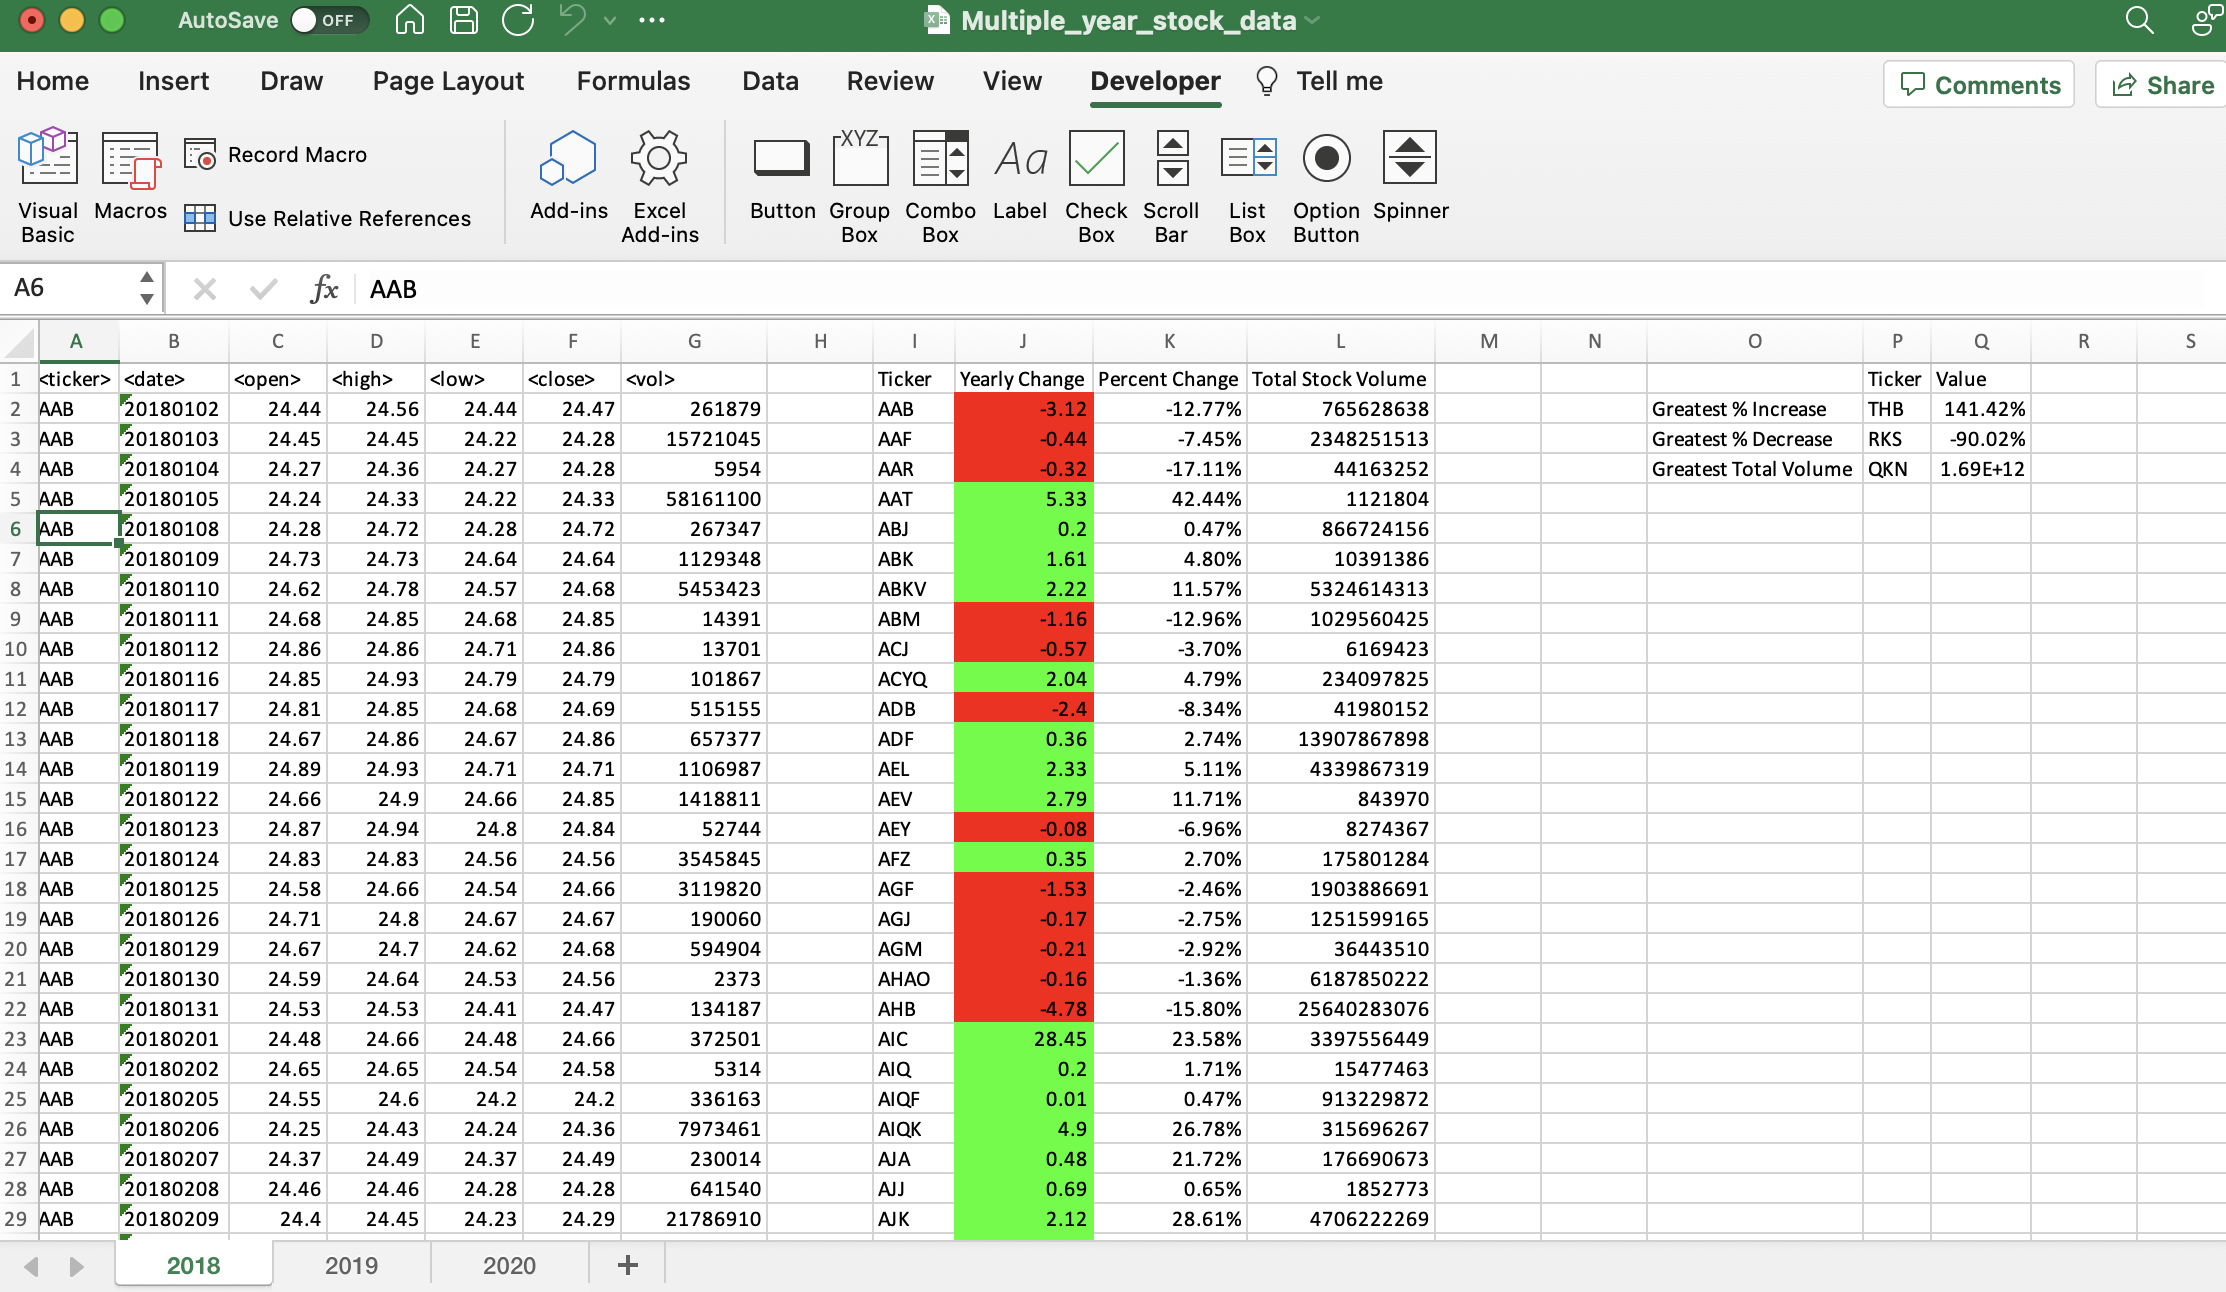 AutoSave OFF Multiple_year_stock_data
Home Insert Draw Page Layout Formulas Data Review View Developer Tell me Comments Share
Visual Basic Macros Record Macro Use Relative References Add-ins Excel Add-ins Button Group Box Combo Box Label Check Box Scroll Bar List Box Option Button Spinner
XYZ Aa
A6 fx AAB
A B C D E F G H I J K L M N O P Q R S
1 <ticker> <date> <open> <high> <low> <close> <vol> Ticker Yearly Change Percent Change Total Stock Volume Ticker Value
2 AAB 20180102 24.44 24.56 24.44 24.47 261879 AAB -3.12 -12.77% 765628638 Greatest % Increase THB 141.42%
3 AAB 20180103 24.45 24.45 24.22 24.28 15721045 AAF -0.44 -7.45% 2348251513 Greatest % Decrease RKS -90.02%
4 AAB 20180104 24.27 24.36 24.27 24.28 5954 AAR -0.32 -17.11% 44163252 Greatest Total Volume QKN 1.69E+12
5 AAB 20180105 24.24 24.33 24.22 24.33 58161100 AAT 5.33 42.44% 1121804
6 AAB 20180108 24.28 24.72 24.28 24.72 267347 ABJ 0.2 0.47% 866724156
7 AAB 20180109 24.73 24.73 24.64 24.64 1129348 ABK 1.61 4.80% 10391386
8 AAB 20180110 24.62 24.78 24.57 24.68 5453423 ABKV 2.22 11.57% 5324614313
9 AAB 20180111 24.68 24.85 24.68 24.85 14391 ABM -1.16 -12.96% 1029560425
10 AAB 20180112 24.86 24.86 24.71 24.86 13701 ACJ -0.57 -3.70% 6169423
11 AAB 20180116 24.85 24.93 24.79 24.79 101867 ACYQ 2.04 4.79% 234097825
12 AAB 20180117 24.81 24.85 24.68 24.69 515155 ADB -2.4 -8.34% 41980152
13 AAB 20180118 24.67 24.86 24.67 24.86 657377 ADF 0.36 2.74% 13907867898
14 AAB 20180119 24.89 24.93 24.71 24.71 1106987 AEL 2.33 5.11% 4339867319
15 AAB 20180122 24.66 24.9 24.66 24.85 1418811 AEV 2.79 11.71% 843970
16 AAB 20180123 24.87 24.94 24.8 24.84 52744 AEY -0.08 -6.96% 8274367
17 AAB 20180124 24.83 24.83 24.56 24.56 3545845 AFZ 0.35 2.70% 175801284
18 AAB 20180125 24.58 24.66 24.54 24.66 3119820 AGF -1.53 -2.46% 1903886691
19 AAB 20180126 24.71 24.8 24.67 24.67 190060 AGJ -0.17 -2.75% 1251599165
20 AAB 20180129 24.67 24.7 24.62 24.68 594904 AGM -0.21 -2.92% 36443510
21 AAB 20180130 24.59 24.64 24.53 24.56 2373 AHAO -0.16 -1.36% 6187850222
22 AAB 20180131 24.53 24.53 24.41 24.47 134187 AHB -4.78 -15.80% 25640283076
23 AAB 20180201 24.48 24.66 24.48 24.66 372501 AIC 28.45 23.58% 3397556449
24 AAB 20180202 24.65 24.65 24.54 24.58 5314 AIQ 0.2 1.71% 15477463
25 AAB 20180205 24.55 24.6 24.2 24.2 336163 AIQF 0.01 0.47% 913229872
26 AAB 20180206 24.25 24.43 24.24 24.36 7973461 AIQK 4.9 26.78% 315696267
27 AAB 20180207 24.37 24.49 24.37 24.49 230014 AJA 0.48 21.72% 176690673
28 AAB 20180208 24.46 24.46 24.28 24.28 641540 AJJ 0.69 0.65% 1852773
29 AAB 20180209 24.4 24.45 24.23 24.29 21786910 AJK 2.12 28.61% 4706222269
2018 2019 2020 +